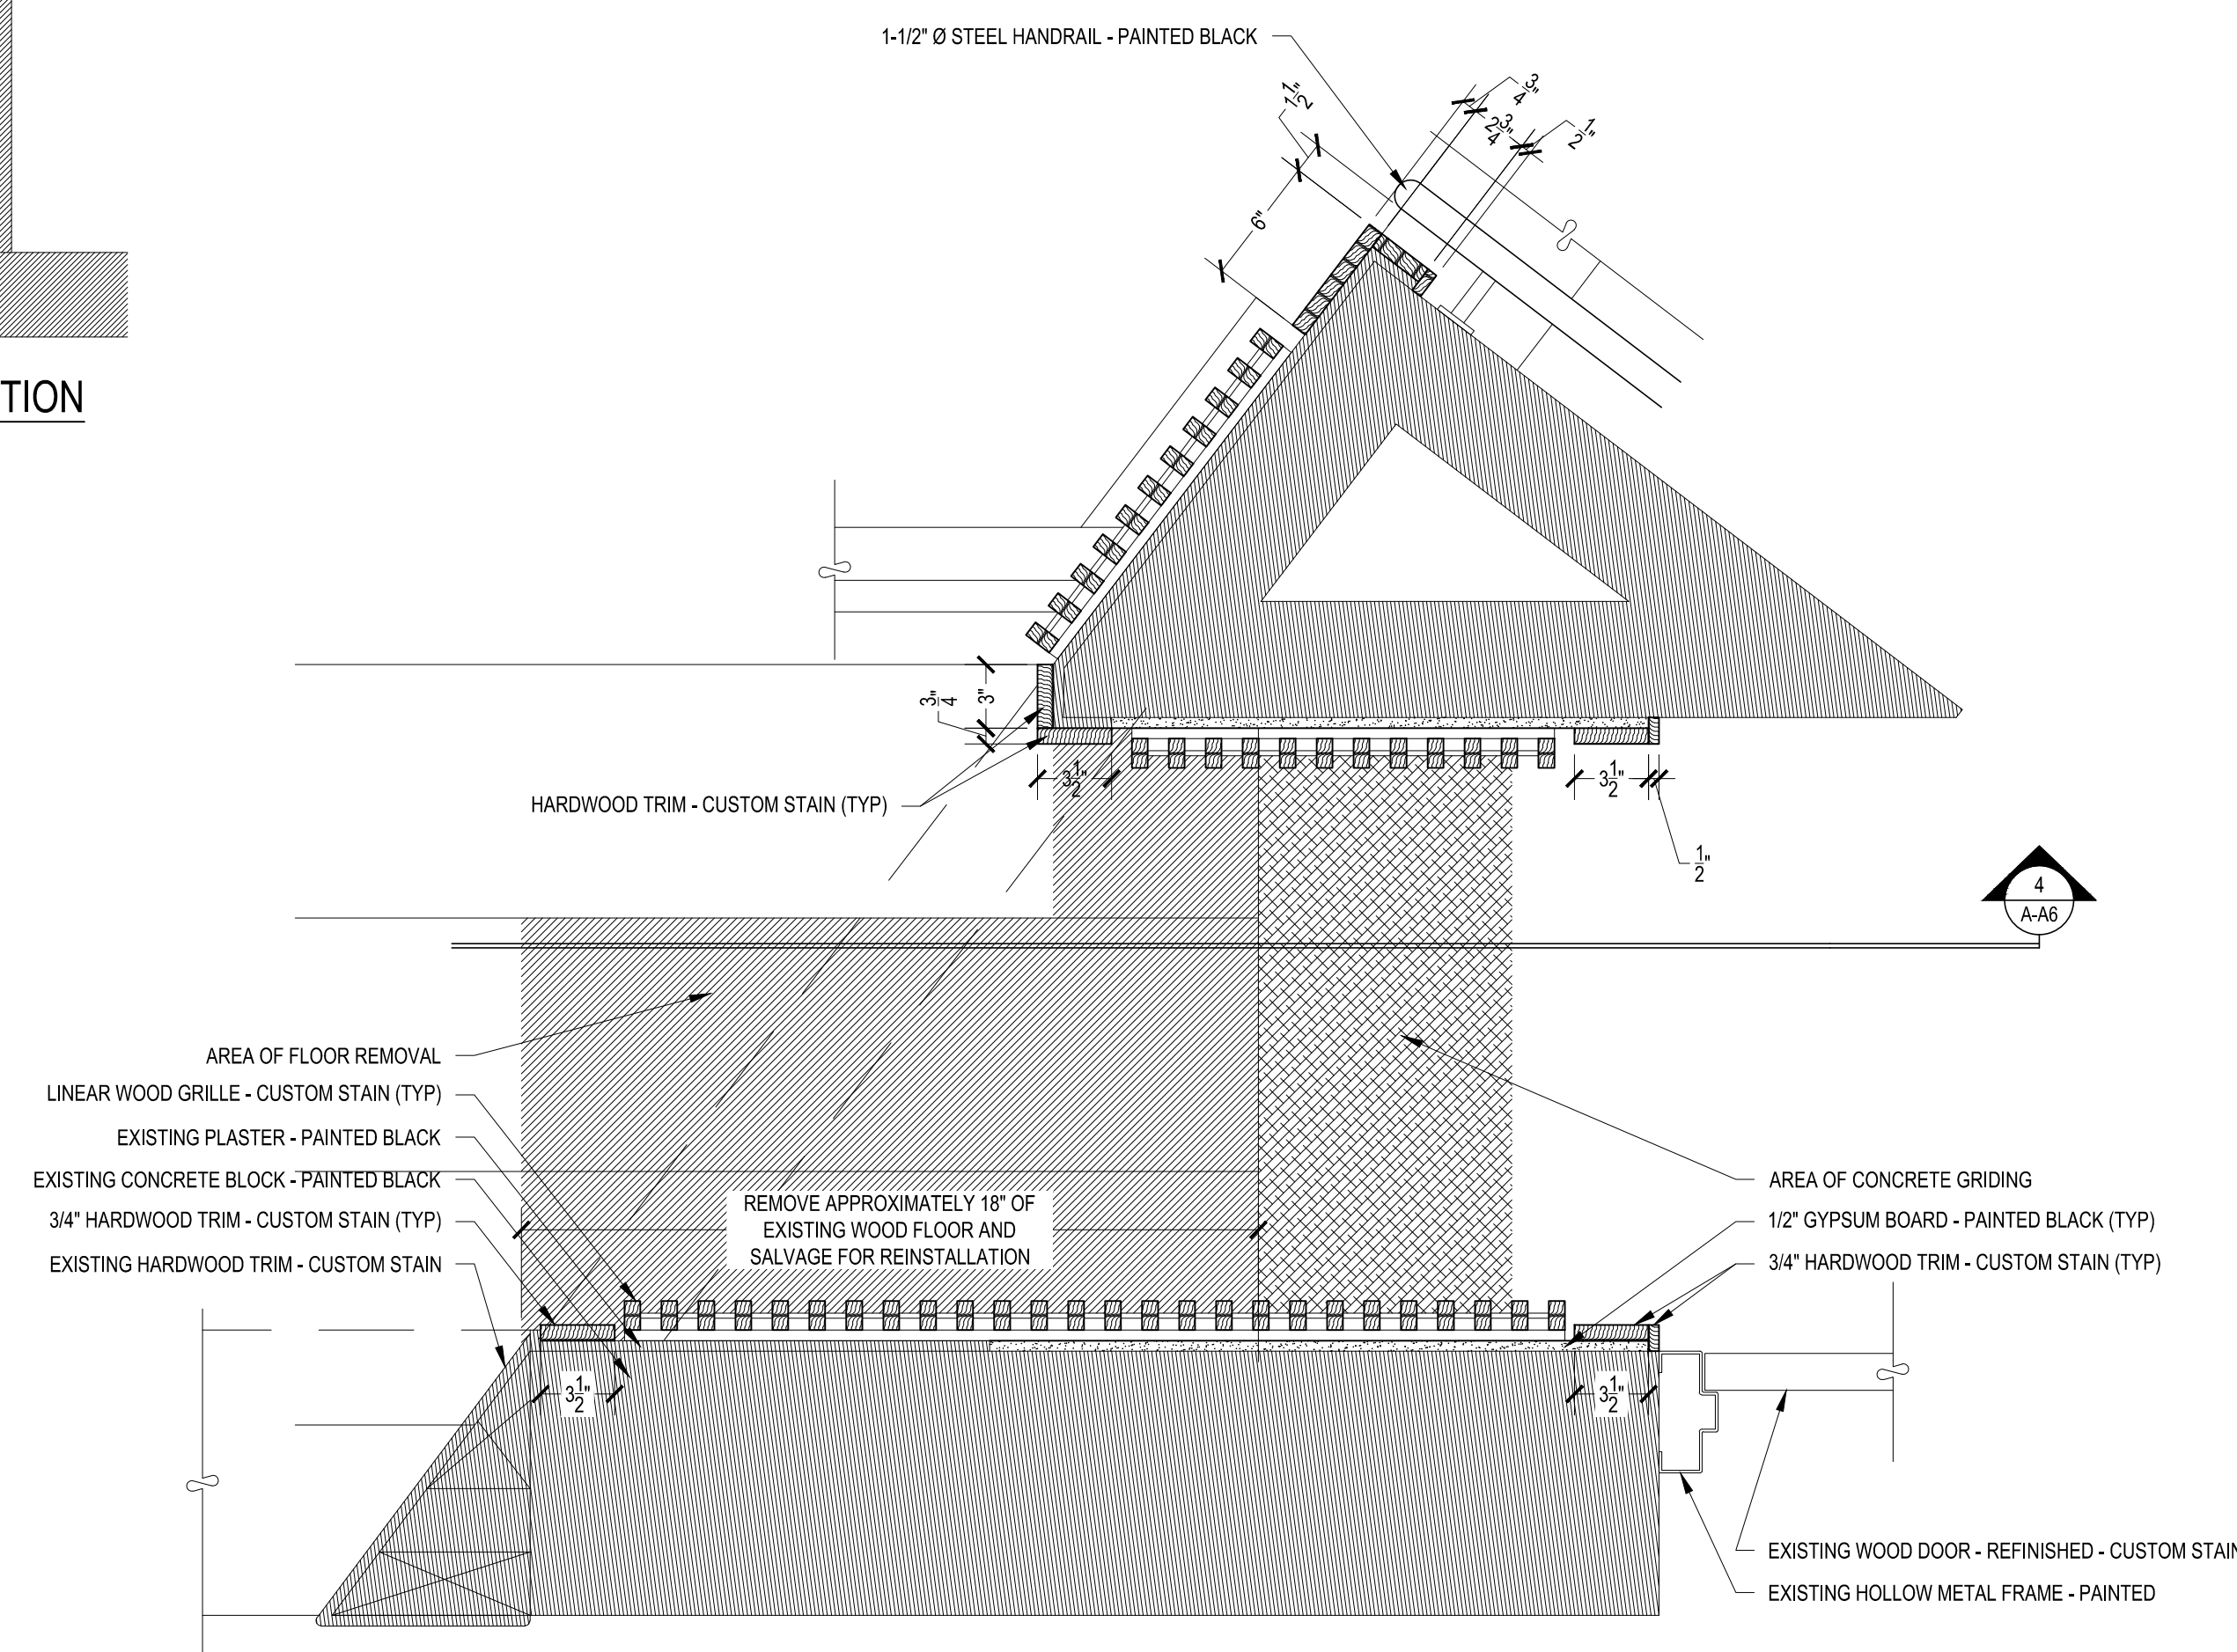 1-1/2" Ø STEEL HANDRAIL - PAINTED BLACK
3/4"
1 1/2"
2 3/4"
1/2"
6"
TION
3/4"
3"
3 1/2"
3 1/2"
HARDWOOD TRIM - CUSTOM STAIN (TYP)
1/2"
4
A-A6
AREA OF FLOOR REMOVAL
LINEAR WOOD GRILLE - CUSTOM STAIN (TYP)
EXISTING PLASTER - PAINTED BLACK
EXISTING CONCRETE BLOCK - PAINTED BLACK
3/4" HARDWOOD TRIM - CUSTOM STAIN (TYP)
EXISTING HARDWOOD TRIM - CUSTOM STAIN
REMOVE APPROXIMATELY 18" OF
EXISTING WOOD FLOOR AND
SALVAGE FOR REINSTALLATION
AREA OF CONCRETE GRIDING
1/2" GYPSUM BOARD - PAINTED BLACK (TYP)
3/4" HARDWOOD TRIM - CUSTOM STAIN (TYP)
3 1/2"
3 1/2"
EXISTING WOOD DOOR - REFINISHED - CUSTOM STAIN
EXISTING HOLLOW METAL FRAME - PAINTED